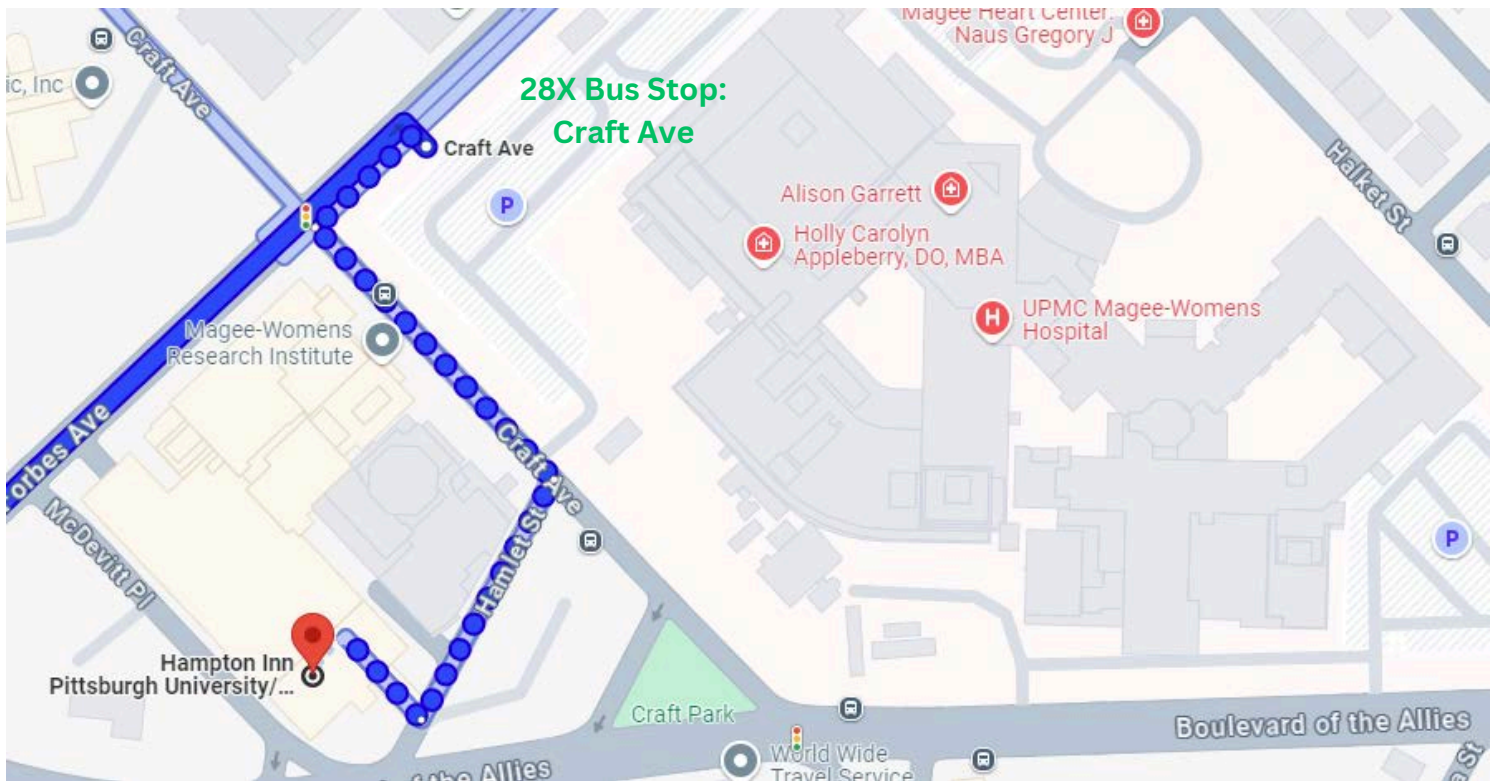 Magee Heart Center:
Naus Gregory J
Craft Ave
ic, Inc
28X Bus Stop:
Craft Ave
Craft Ave
P
Halket St
Alison Garrett
Holly Carolyn
Appleberry, DO, MBA
H
UPMC Magee-Womens
Hospital
Magee-Womens
Research Institute
Forbes Ave
Craft Ave
McDevitt Pl
Hamlet St
P
Hampton Inn
Pittsburgh University/...
Craft Park
Boulevard of the Allies
World Wide
Travel Service
of the Allies
St